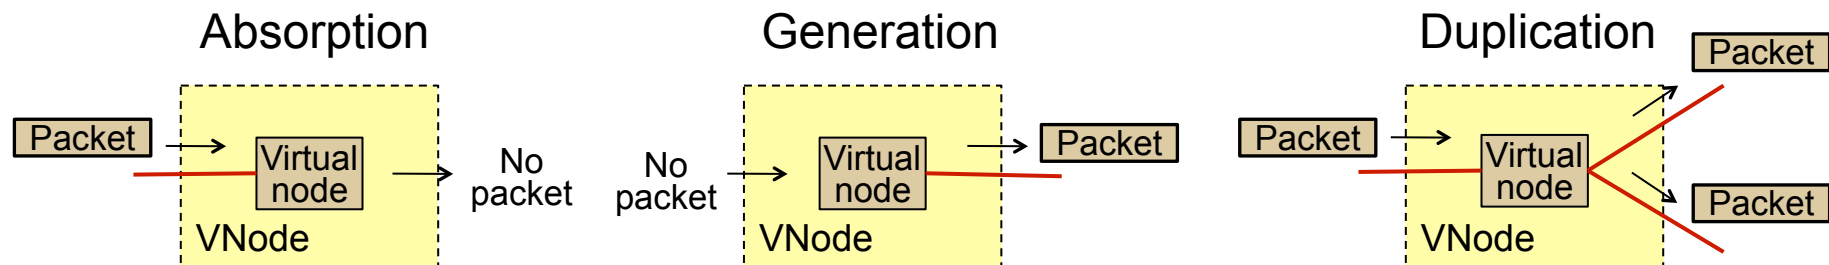 Absorption
Packet
Virtual
node
VNode
No
packet
Generation
No
packet
Virtual
node
VNode
Packet
Duplication
Packet
Virtual
node
VNode
Packet
Packet